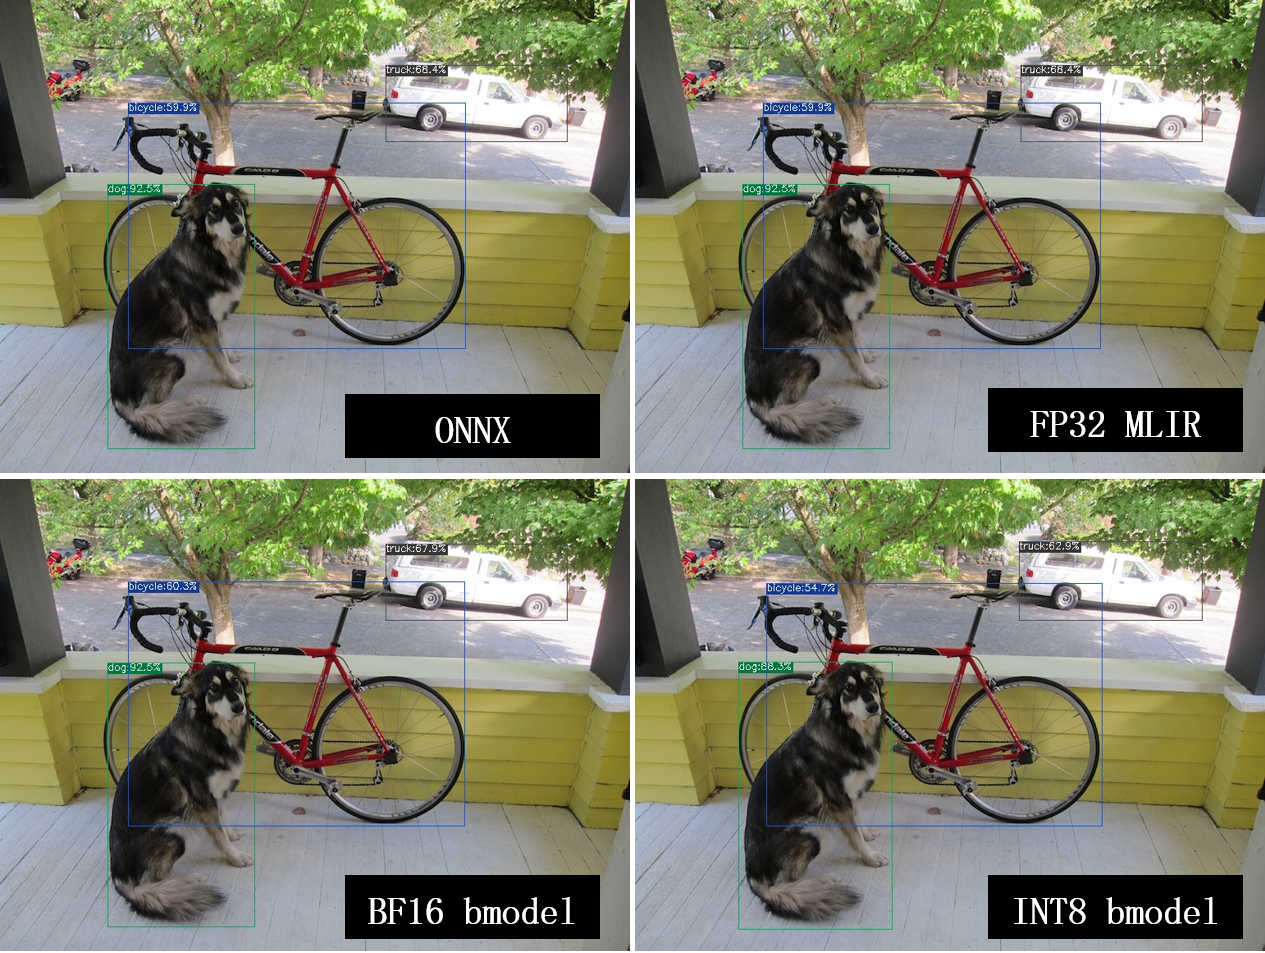 truck:68.4%
bicycle:59.9%
dog:92.5%
ONNX
truck:68.4%
bicycle:59.9%
dog:92.5%
FP32 MLIR
truck:67.9%
bicycle:60.3%
dog:92.5%
BF16 bmodel
truck:62.9%
bicycle:54.7%
dog:88.3%
INT8 bmodel